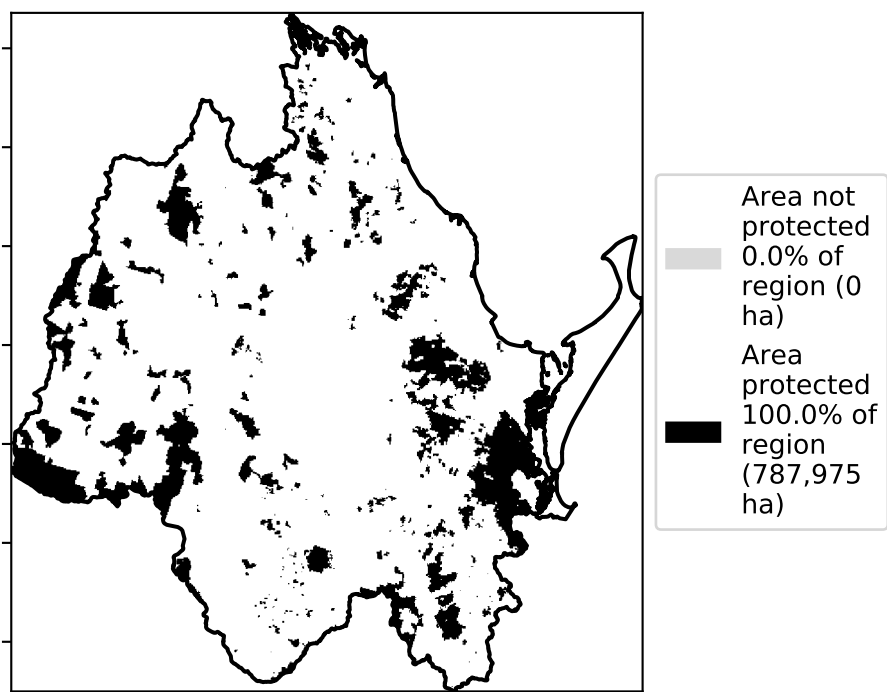 Area not
protected
0.0% of
region (0
ha)
Area
protected
100.0% of
region
(787,975
ha)